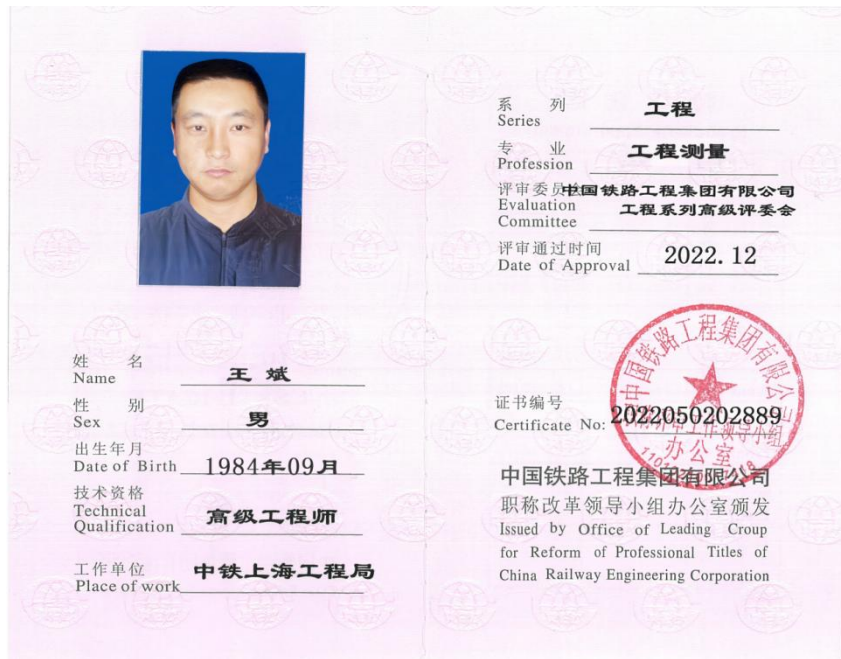 姓 名 王 斌
Name
性 别 男
Sex
出生年月
Date of Birth 1984年09月
技术资格
Technical
Qualification 高级工程师
工作单位 中铁上海工程局
Place of work
系 列 工程
Series
专 业 工程测量
Profession
评审委员 中国铁路工程集团有限公司
Evaluation 工程系列高级评委会
Committee
评审通过时间
Date of Approval 2022.12
中国铁路工程集团有限公司
办公室
证书编号
Certificate No: 2022050202889
中国铁路工程集团有限公司
职称改革领导小组办公室颁发
Issued by Office of Leading Croup
for Reform of Professional Titles of
China Railway Engineering Corporation